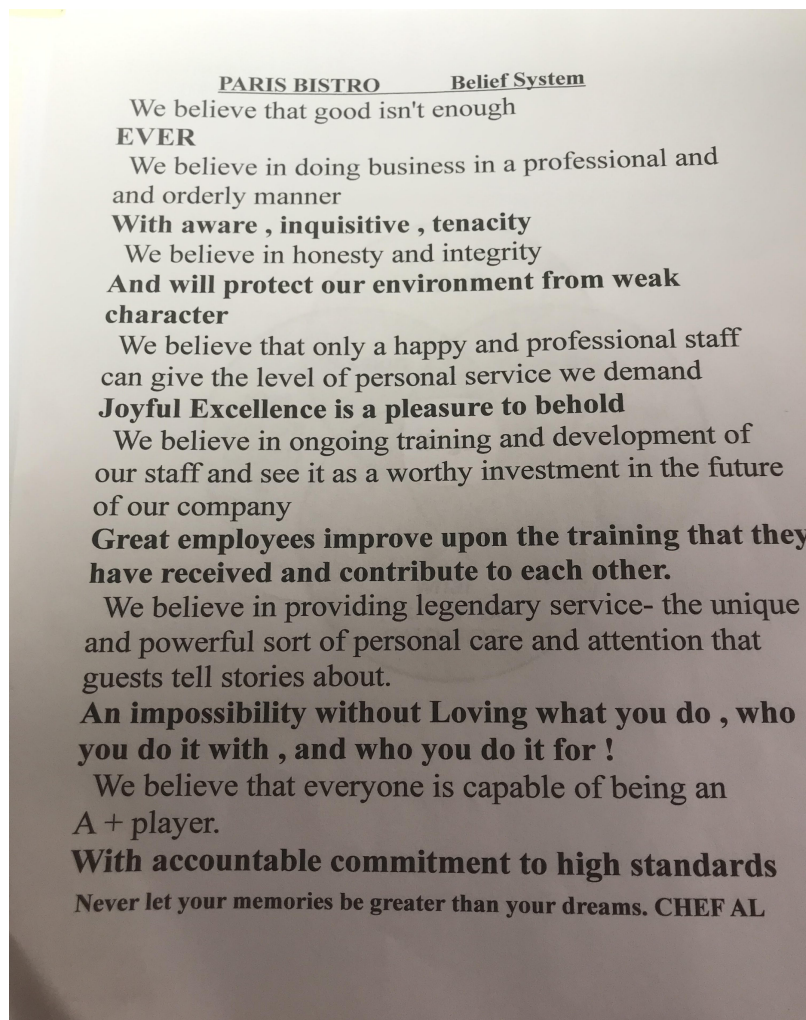 PARIS BISTRO Belief System
We believe that good isn't enough
EVER
We believe in doing business in a professional and
and orderly manner
With aware , inquisitive , tenacity
We believe in honesty and integrity
And will protect our environment from weak
character
We believe that only a happy and professional staff
can give the level of personal service we demand
Joyful Excellence is a pleasure to behold
We believe in ongoing training and development of
our staff and see it as a worthy investment in the future
of our company
Great employees improve upon the training that they
have received and contribute to each other.
We believe in providing legendary service- the unique
and powerful sort of personal care and attention that
guests tell stories about.
An impossibility without Loving what you do , who
you do it with , and who you do it for !
We believe that everyone is capable of being an
A + player.
With accountable commitment to high standards
Never let your memories be greater than your dreams. CHEF AL